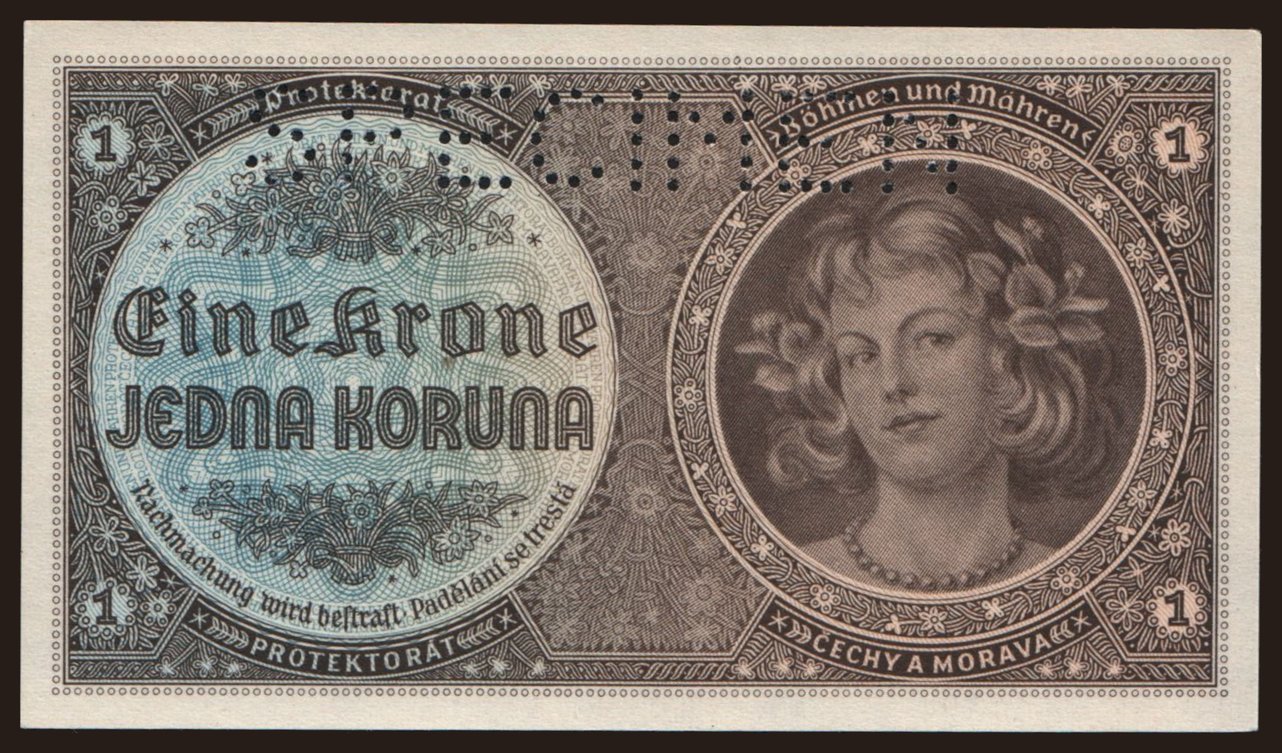 Protektorat
Böhmen und Mähren
SPECIMEN
1
1
Eine Krone
JEDNA KORUNA
Nachmachung wird bestraft. Padělání se trestá
1
1
PROTEKTORÁT
ČECHY A MORAVA